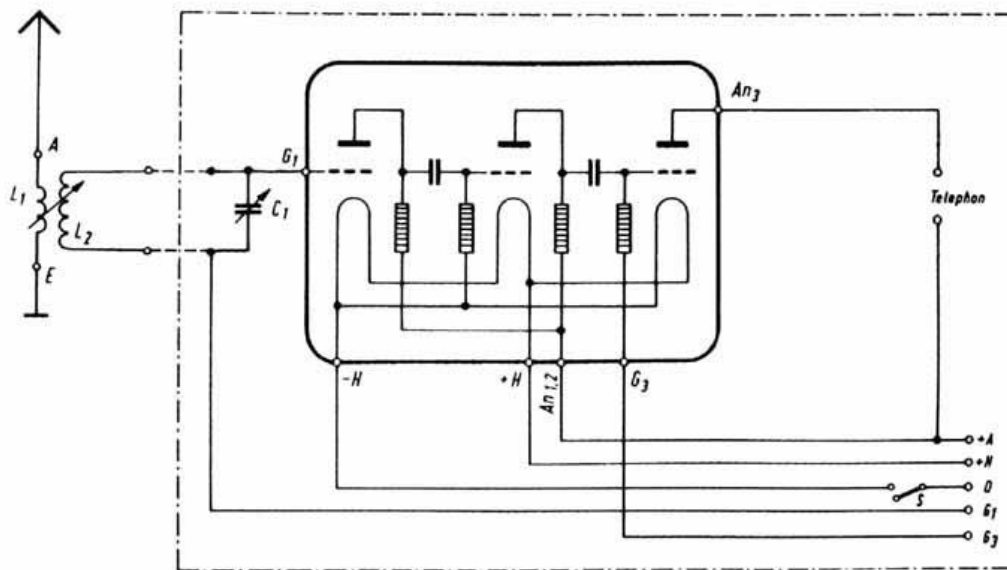 An₃
A
G₁
L₁
C₁
Telephon
L₂
E
-H
+H
An₁,₂
G₃
+A
+H
0
S
G₁
G₃